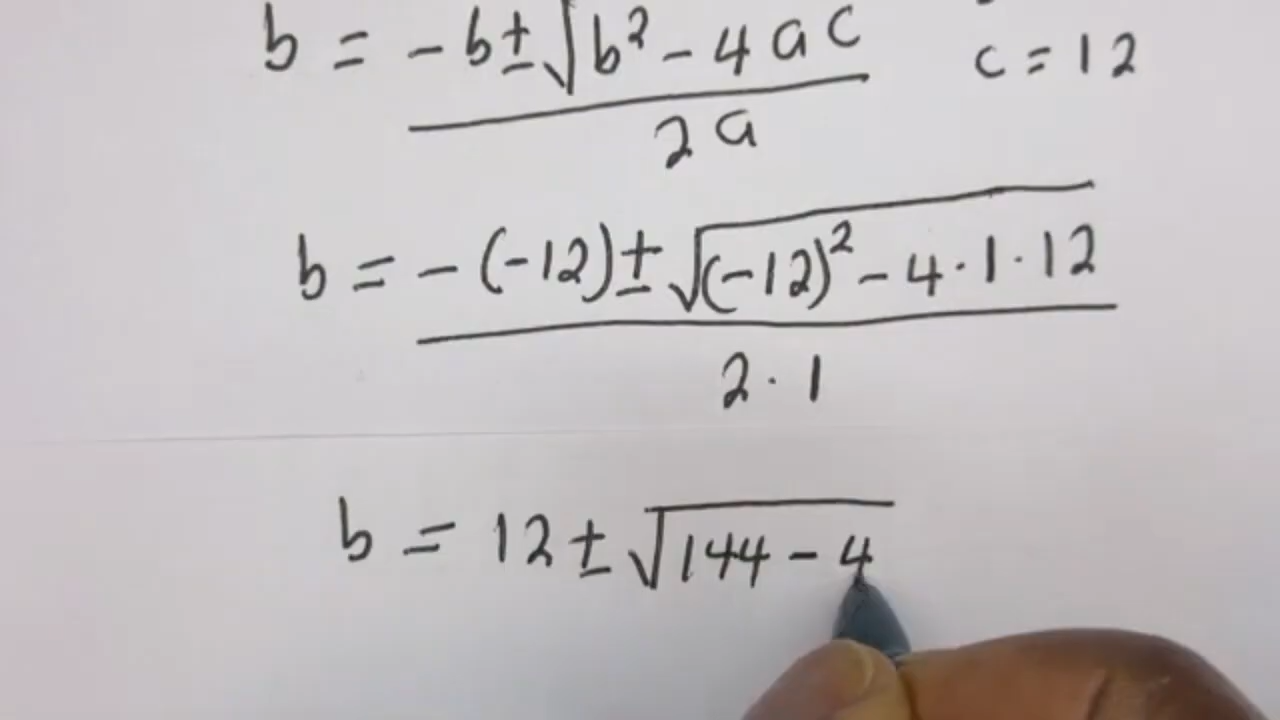 b = -b±√b² - 4ac c = 12
2a
b = -(-12)±√(-12)² - 4·1·12
2·1
b = 12±√144 - 4